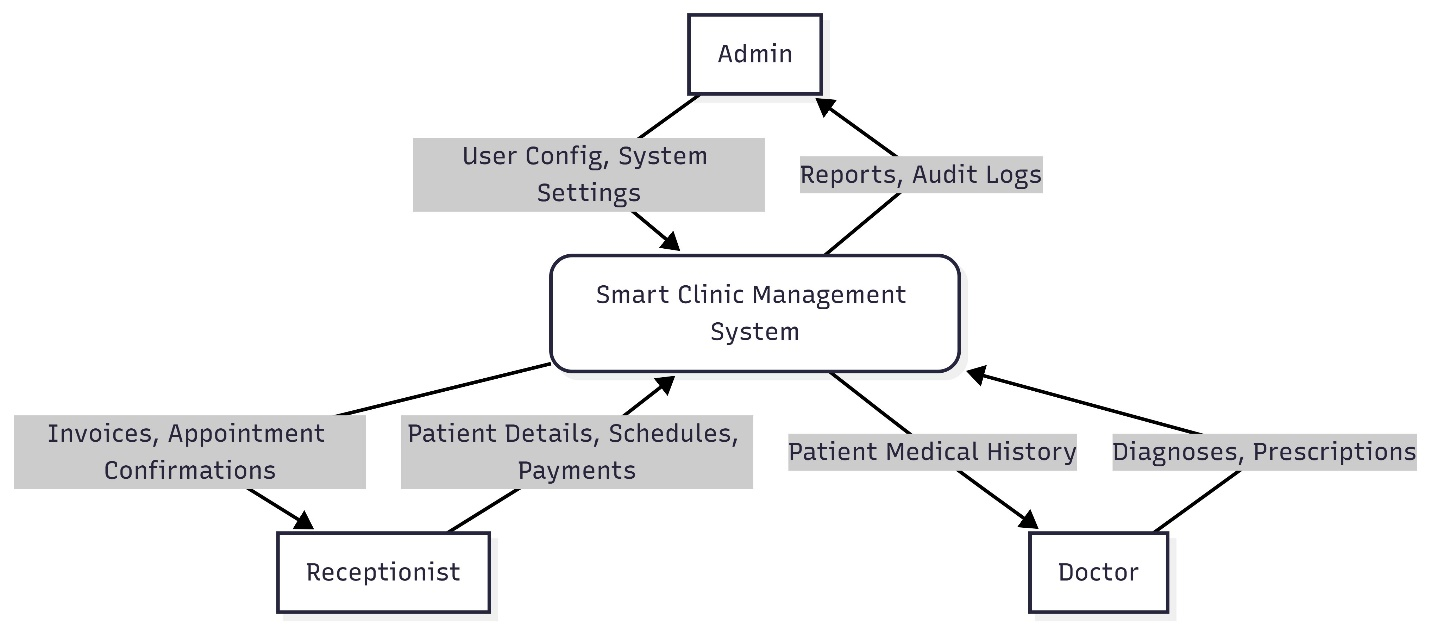 Admin
User Config, System
Settings
Reports, Audit Logs
Smart Clinic Management
System
Invoices, Appointment
Confirmations
Patient Details, Schedules,
Payments
Patient Medical History
Diagnoses, Prescriptions
Receptionist
Doctor